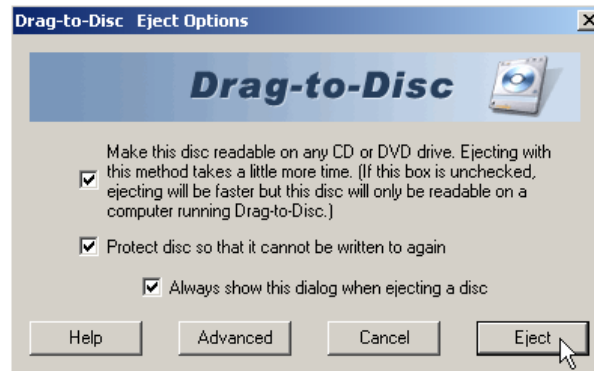 Drag-to-Disc Eject Options
Drag-to-Disc
Make this disc readable on any CD or DVD drive. Ejecting with
this method takes a little more time. (If this box is unchecked,
ejecting will be faster but this disc will only be readable on a
computer running Drag-to-Disc.)
Protect disc so that it cannot be written to again
Always show this dialog when ejecting a disc
Help Advanced Cancel Eject